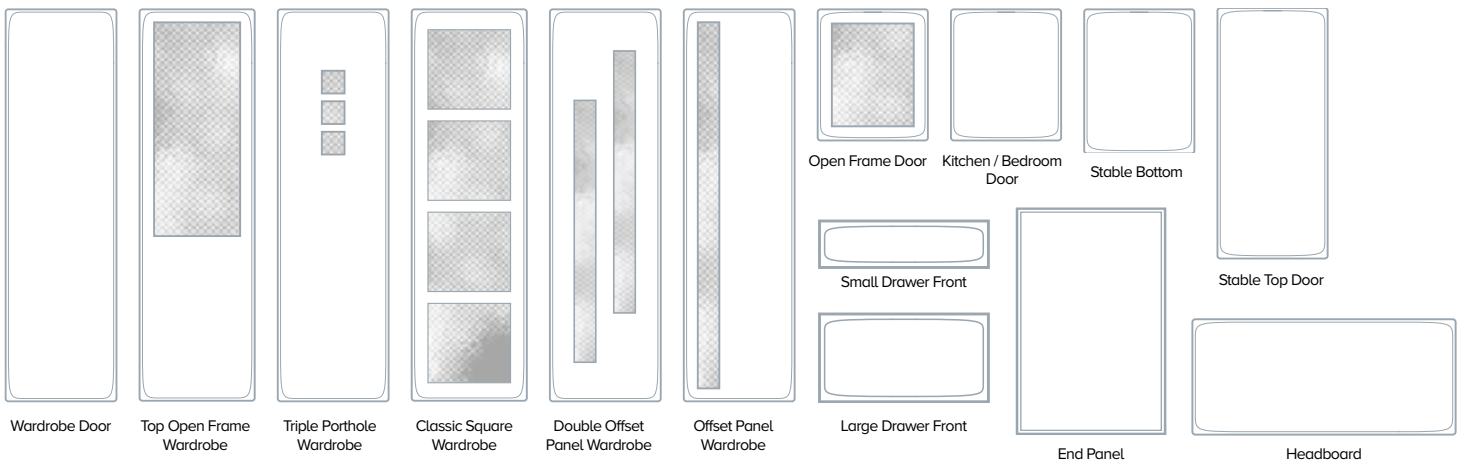 Wardrobe Door
Top Open Frame
Wardrobe
Triple Porthole
Wardrobe
Classic Square
Wardrobe
Double Offset
Panel Wardrobe
Offset Panel
Wardrobe
Open Frame Door
Kitchen / Bedroom
Door
Stable Bottom
Small Drawer Front
Large Drawer Front
End Panel
Stable Top Door
Headboard